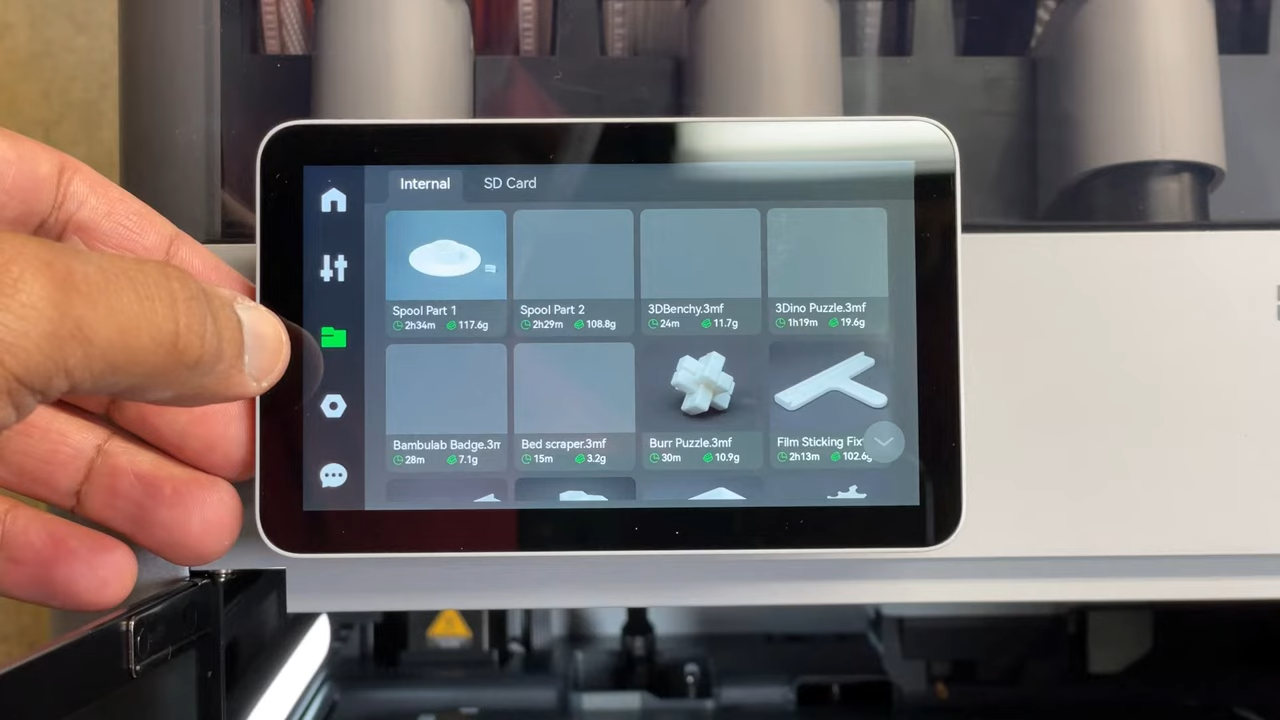 Internal SD Card
Spool Part 1 Spool Part 2 3DBenchy.3mf 3Dino Puzzle.3mf
2h34m 117.6g 2h29m 108.8g 24m 11.7g 1h19m 19.6g
Bambulab Badge.3m Bed scraper.3mf Burr Puzzle.3mf Film Sticking Fix
28m 7.1g 15m 3.2g 30m 10.9g 2h13m 102.6g